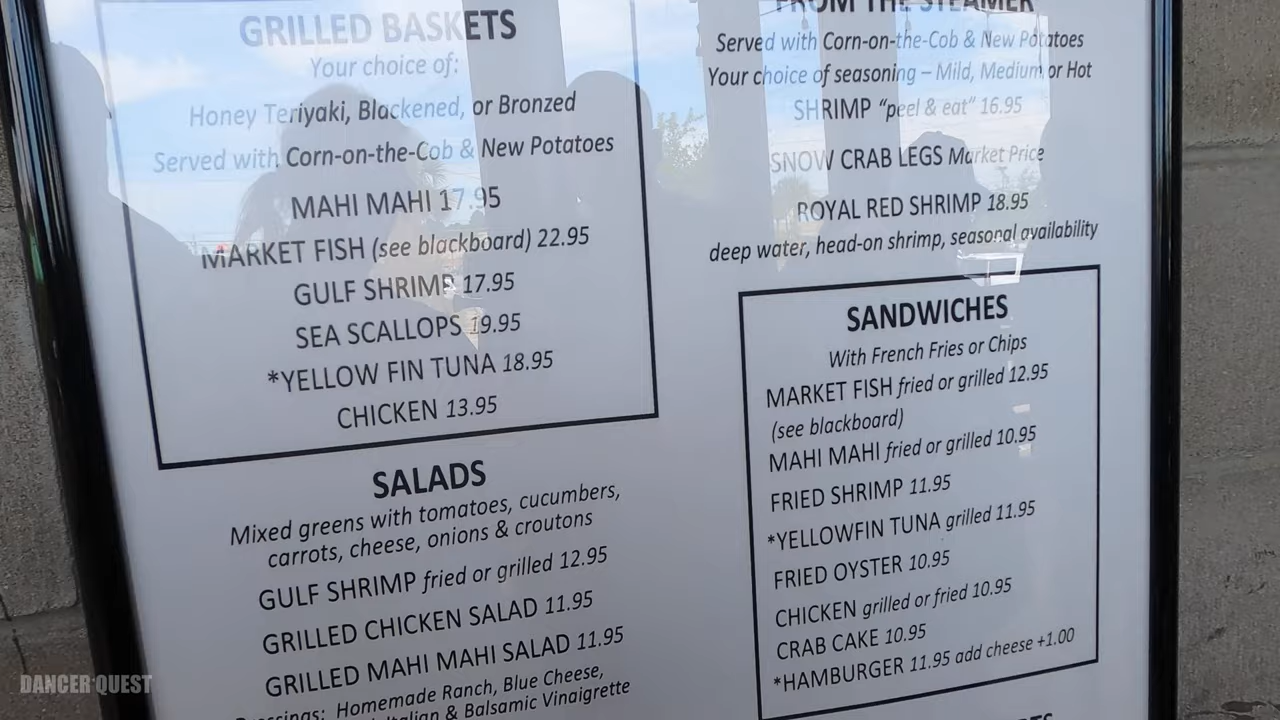 GRILLED BASKETS
Your choice of:
Honey Teriyaki, Blackened, or Bronzed
Served with Corn-on-the-Cob & New Potatoes
MAHI MAHI 17.95
MARKET FISH (see blackboard) 22.95
GULF SHRIMP 17.95
SEA SCALLOPS 19.95
*YELLOW FIN TUNA 18.95
CHICKEN 13.95
SALADS
Mixed greens with tomatoes, cucumbers,
carrots, cheese, onions & croutons
GULF SHRIMP fried or grilled 12.95
GRILLED CHICKEN SALAD 11.95
GRILLED MAHI MAHI SALAD 11.95
Dressings: Homemade Ranch, Blue Cheese,
Italian & Balsamic Vinaigrette
FROM THE STEAMER
Served with Corn-on-the-Cob & New Potatoes
Your choice of seasoning – Mild, Medium or Hot
SHRIMP “peel & eat” 16.95
SNOW CRAB LEGS Market Price
ROYAL RED SHRIMP 18.95
deep water, head-on shrimp, seasonal availability
SANDWICHES
With French Fries or Chips
MARKET FISH fried or grilled 12.95
(see blackboard)
MAHI MAHI fried or grilled 10.95
FRIED SHRIMP 11.95
*YELLOWFIN TUNA grilled 11.95
FRIED OYSTER 10.95
CHICKEN grilled or fried 10.95
CRAB CAKE 10.95
*HAMBURGER 11.95 add cheese +1.00
DANCER QUEST